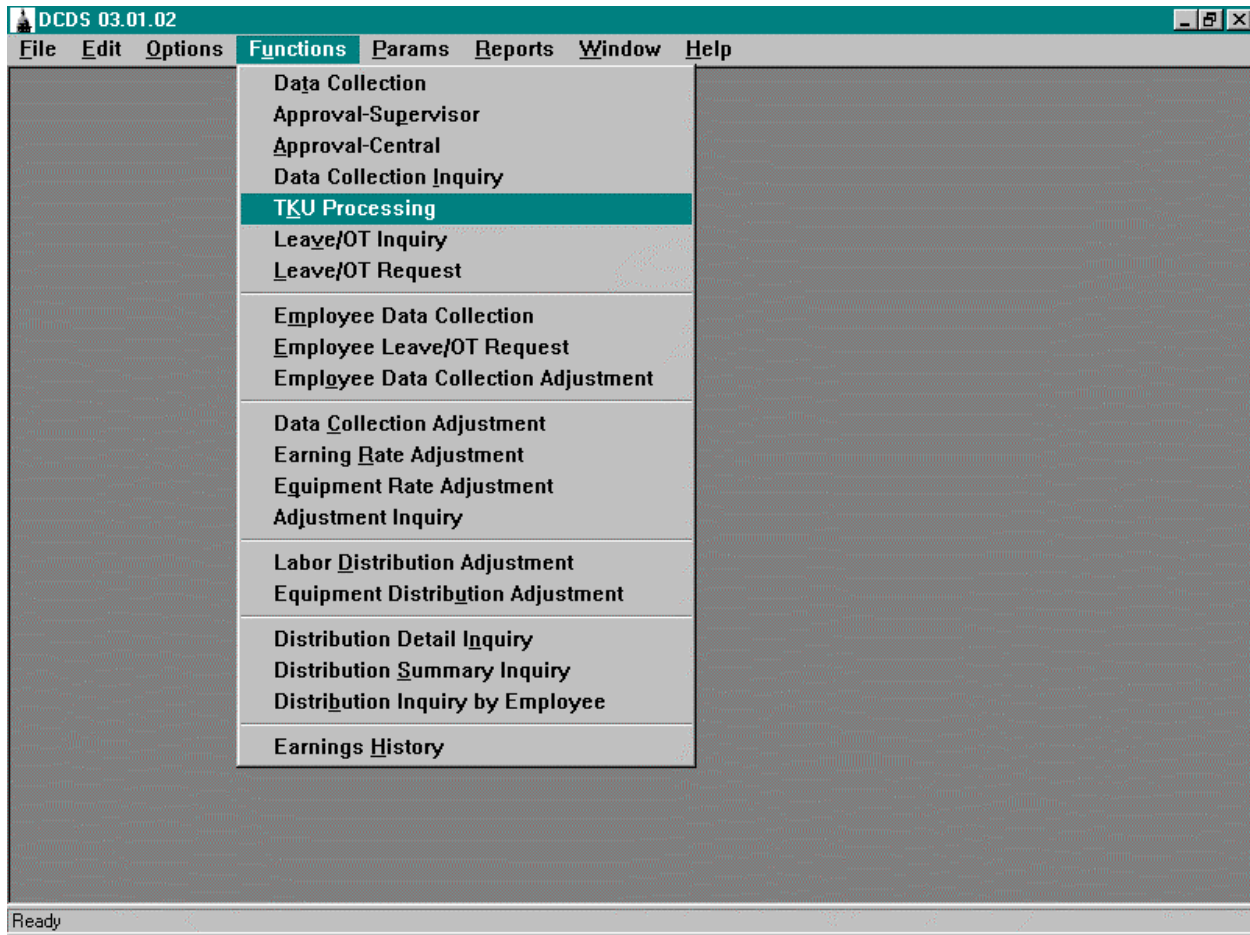 DCDS 03.01.02
File Edit Options Functions Params Reports Window Help
Data Collection
Approval-Supervisor
Approval-Central
Data Collection Inquiry
TKU Processing
Leave/OT Inquiry
Leave/OT Request
Employee Data Collection
Employee Leave/OT Request
Employee Data Collection Adjustment
Data Collection Adjustment
Earning Rate Adjustment
Equipment Rate Adjustment
Adjustment Inquiry
Labor Distribution Adjustment
Equipment Distribution Adjustment
Distribution Detail Inquiry
Distribution Summary Inquiry
Distribution Inquiry by Employee
Earnings History
Ready